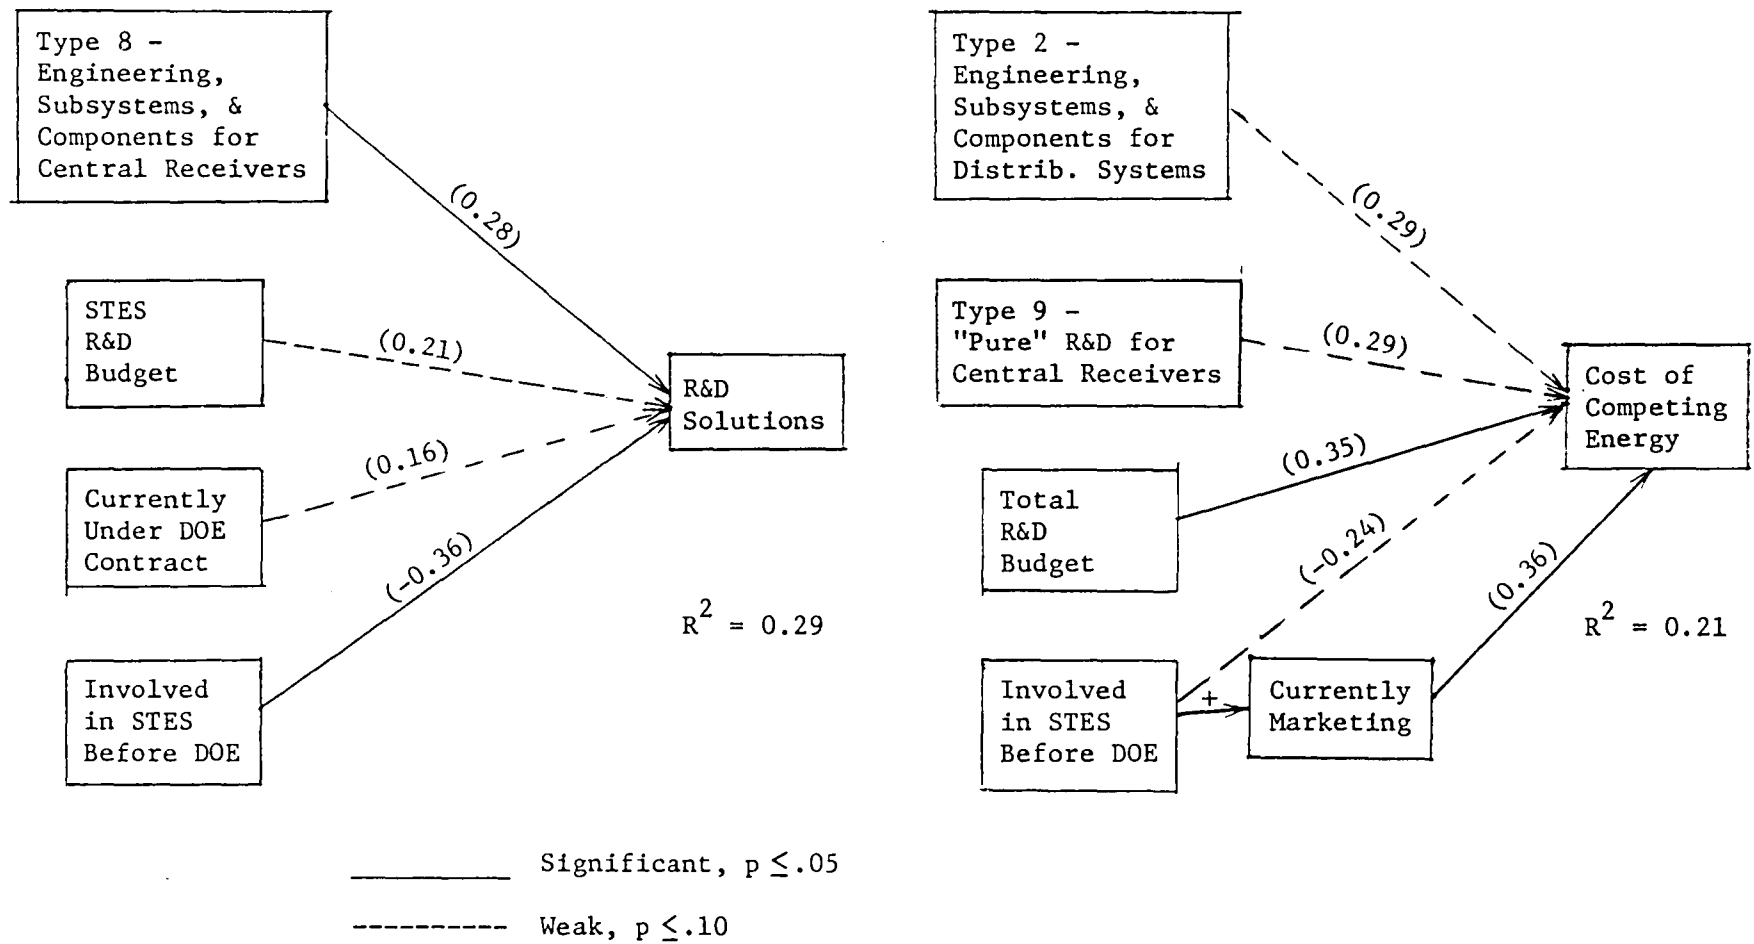 Type 8 -
Engineering,
Subsystems, &
Components for
Central Receivers
(0.28)
STES
R&D
Budget
(0.21)
R&D
Solutions
Currently
Under DOE
Contract
(0.16)
Involved
in STES
Before DOE
(-0.36)
R2 = 0.29
Type 2 -
Engineering,
Subsystems, &
Components for
Distrib. Systems
(0.29)
Type 9 -
"Pure" R&D for
Central Receivers
(0.29)
Cost of
Competing
Energy
Total
R&D
Budget
(0.35)
Involved
in STES
Before DOE
(-0.24)
+
Currently
Marketing
(0.36)
R2 = 0.21
Significant, p ≤ .05
Weak, p ≤ .10